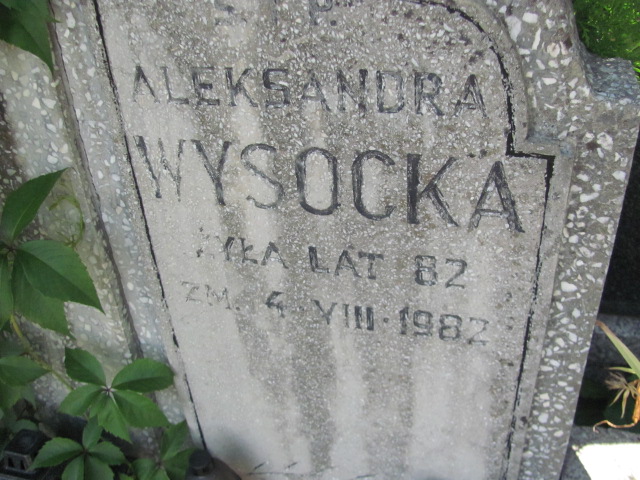 Ś. P.
ALEKSANDRA
WYSOCKA
ŻYŁA LAT 82
ZM. 4·VIII·1982